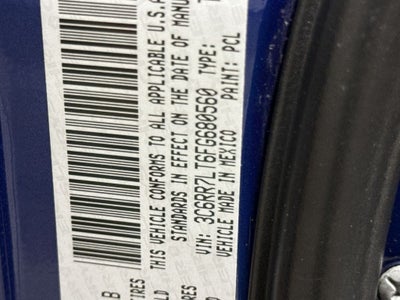 THIS VEHICLE CONFORMS TO ALL APPLICABLE U.S.A
STANDARDS IN EFFECT ON THE DATE OF MANU
VIN: 3C6RR7LT6FG680560
VEHICLE MADE IN MEXICO PAINT: PCL